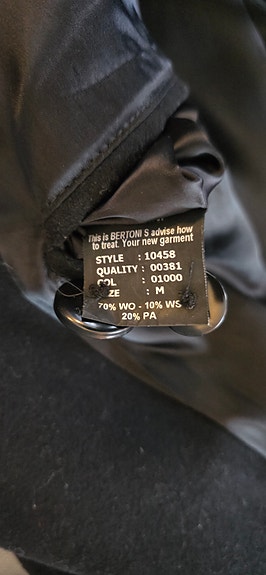 This is BERTONI S advise how
to treat. Your new garment
STYLE : 10458
QUALITY : 00381
COL : 01000
ZE : M
70% WO - 10% WS
20% PA